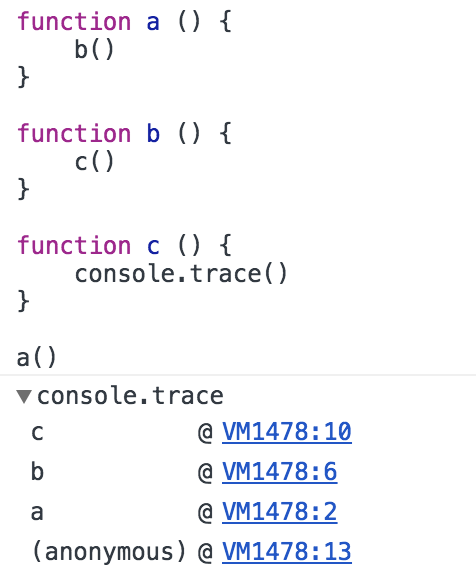 function a () {
    b()
}

function b () {
    c()
}

function c () {
    console.trace()
}

a()
▼console.trace
c @ VM1478:10
b @ VM1478:6
a @ VM1478:2
(anonymous) @ VM1478:13